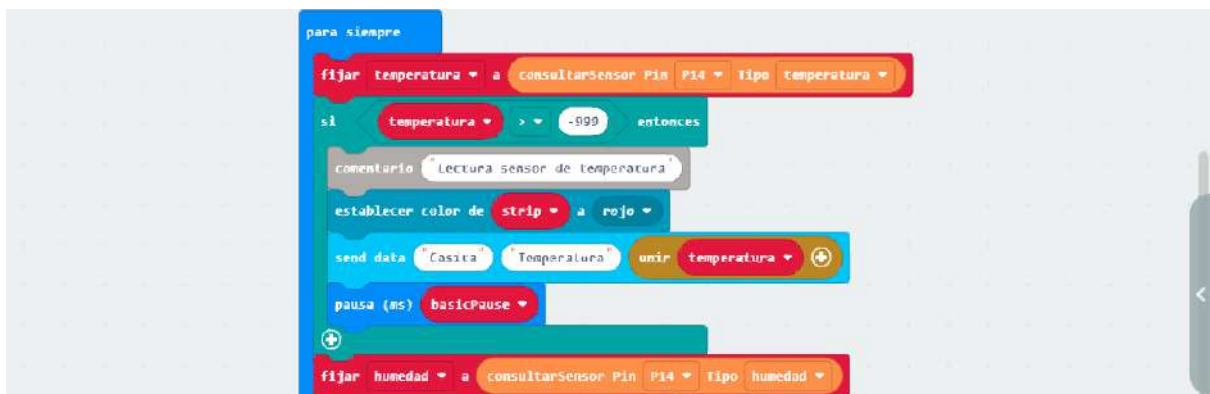 para siempre
fijar temperatura a consultarSensor Pin P14 Tipo temperatura
si temperatura > -999 entonces
comentario "Lectura sensor de temperatura"
establecer color de strip a rojo
send data "Casita" "Temperatura" unir temperatura
pausa (ms) basicPause
fijar humedad a consultarSensor Pin P14 Tipo humedad